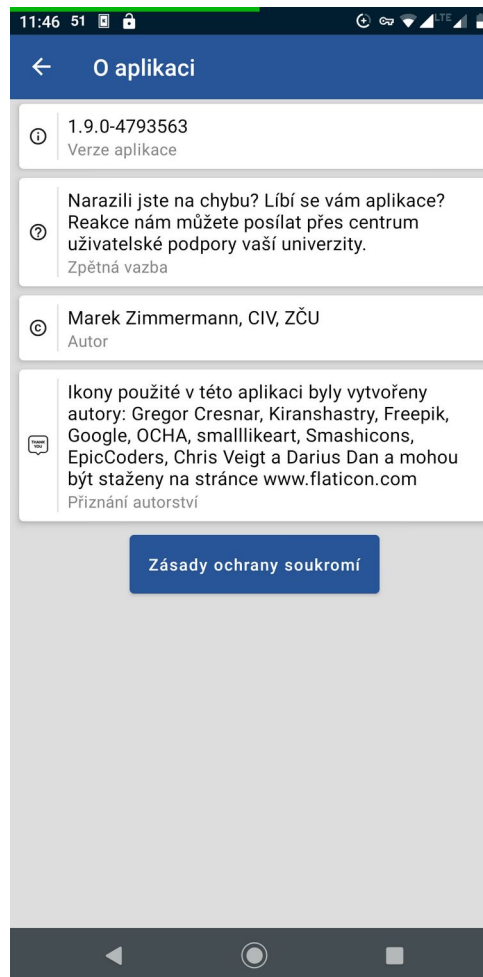 11:46 51 LTE
O aplikaci
1.9.0-4793563
Verze aplikace
Narazili jste na chybu? Líbí se vám aplikace?
Reakce nám můžete posílat přes centrum
uživatelské podpory vaší univerzity.
Zpětná vazba
Marek Zimmermann, CIV, ZČU
Autor
Ikony použité v této aplikaci byly vytvořeny
autory: Gregor Cresnar, Kiranshastry, Freepik,
THANK
YOU
Google, OCHA, smalllikeart, Smashicons,
EpicCoders, Chris Veigt a Darius Dan a mohou
být staženy na stránce www.flaticon.com
Přiznání autorství
Zásady ochrany soukromí